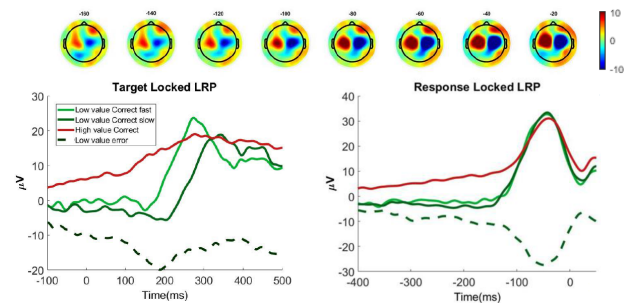 -160 -140 -120 -100 -80 -60 -40 -20
10
0
-10
Target Locked LRP
Response Locked LRP
Low value Correct fast
Low value Correct slow
High value Correct
Low value error
μV
30
20
10
0
-10
-20
-100 0 100 200 300 400 500
Time(ms)
μV
40
30
20
10
0
-10
-20
-30
-400 -300 -200 -100 0
Time(ms)